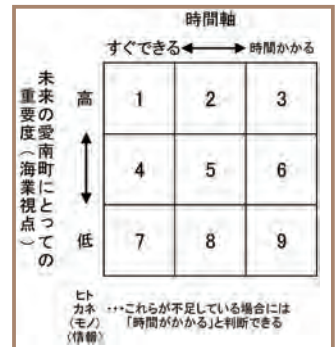 時間軸
すぐできる 時間かかる
未来の愛南町にとっての
重要度(海業視点)
高
低
1 2 3
4 5 6
7 8 9
ヒト
カネ
(モノ)
(情報)
・・・これらが不足している場合には
「時間がかかる」と判断できる